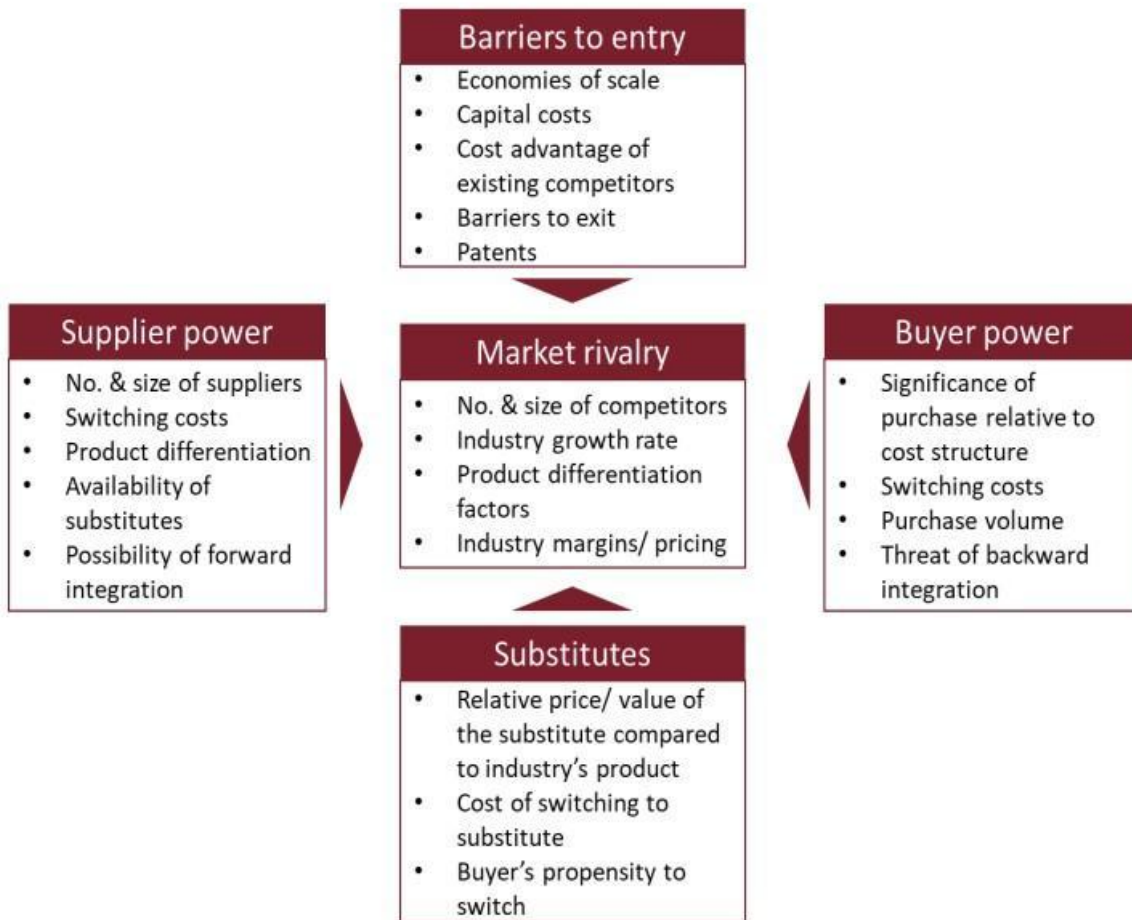 Barriers to entry
• Economies of scale
• Capital costs
• Cost advantage of
existing competitors
• Barriers to exit
• Patents
Supplier power
• No. & size of suppliers
• Switching costs
• Product differentiation
• Availability of
substitutes
• Possibility of forward
integration
Market rivalry
• No. & size of competitors
• Industry growth rate
• Product differentiation
factors
• Industry margins/ pricing
Buyer power
• Significance of
purchase relative to
cost structure
• Switching costs
• Purchase volume
• Threat of backward
integration
Substitutes
• Relative price/ value of
the substitute compared
to industry’s product
• Cost of switching to
substitute
• Buyer’s propensity to
switch